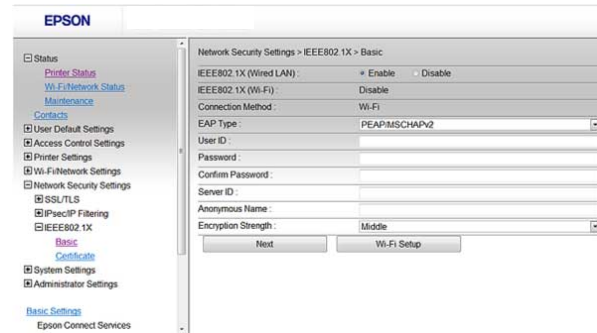 EPSON
Status
Printer Status
Wi-Fi/Network Status
Maintenance
Contacts
User Default Settings
Access Control Settings
Printer Settings
Wi-Fi/Network Settings
Network Security Settings
SSL/TLS
IPsec/IP Filtering
IEEE802.1X
Basic
Certificate
System Settings
Administrator Settings
Basic Settings
Epson Connect Services
Network Security Settings > IEEE802.1X > Basic
IEEE802.1X (Wired LAN) : Enable Disable
IEEE802.1X (Wi-Fi) : Disable
Connection Method : Wi-Fi
EAP Type : PEAP/MSCHAPv2
User ID :
Password :
Confirm Password :
Server ID :
Anonymous Name :
Encryption Strength : Middle
Next Wi-Fi Setup